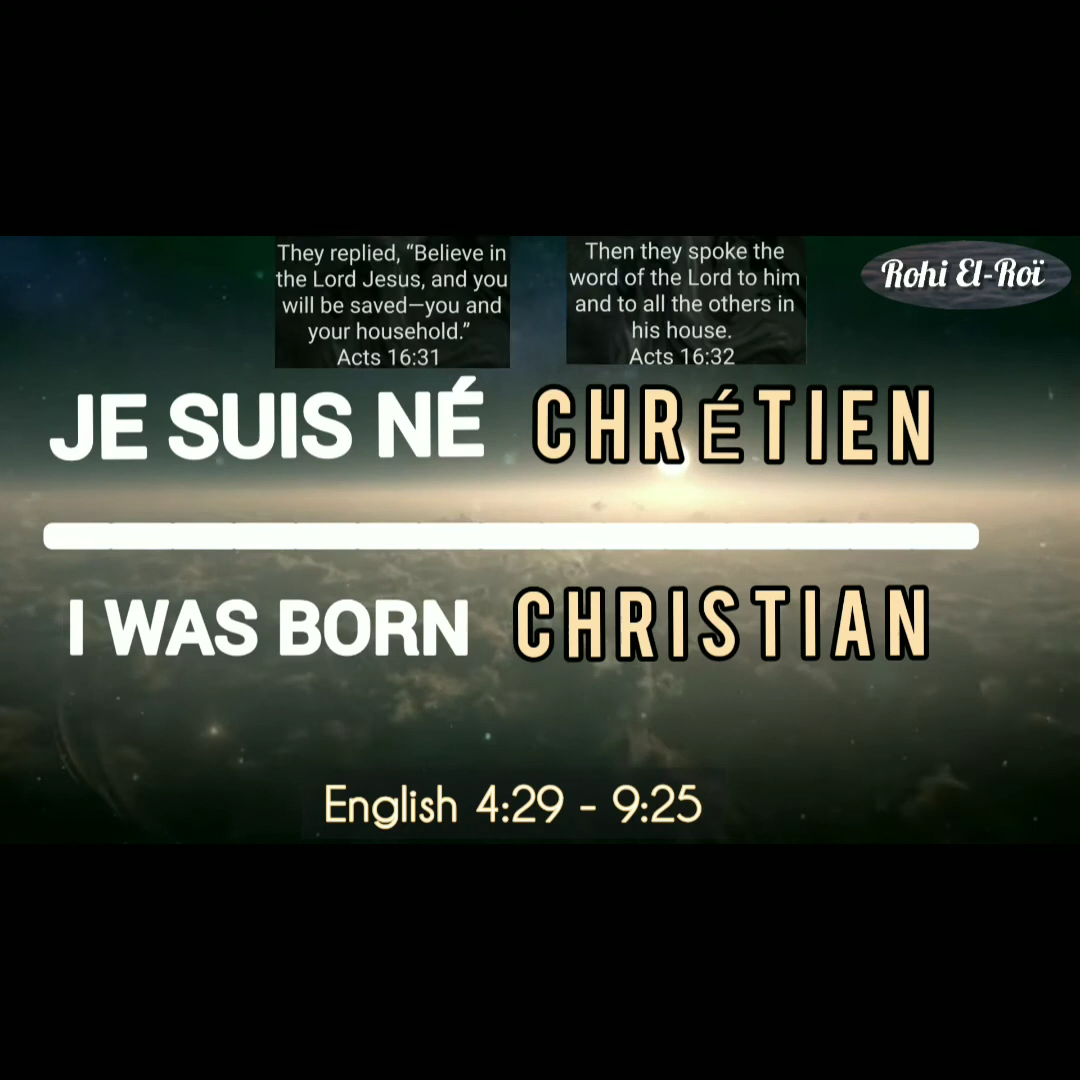 They replied, “Believe in
the Lord Jesus, and you
will be saved—you and
your household.”
Acts 16:31
Then they spoke the
word of the Lord to him
and to all the others in
his house.
Acts 16:32
Rohi El-Roï
JE SUIS NÉ CHRÉTIEN
I WAS BORN CHRISTIAN
English 4:29 - 9:25